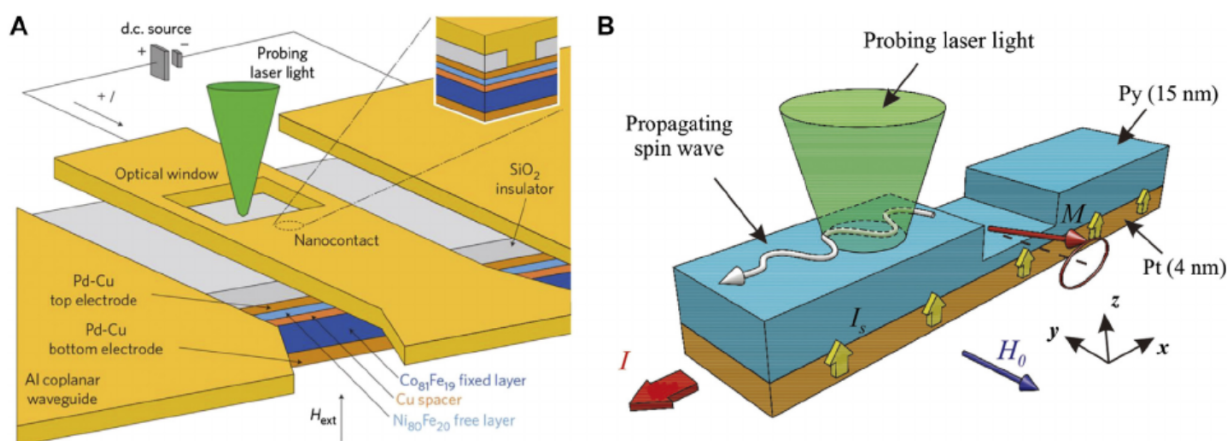 A
d.c. source
+
−
Probing
laser light
+ I
Optical window
SiO2
insulator
Nanocontact
Pd-Cu
top electrode
Pd-Cu
bottom electrode
Al coplanar
waveguide
Co81Fe19 fixed layer
Cu spacer
Ni80Fe20 free layer
Hext
B
Probing laser light
Py (15 nm)
Propagating
spin wave
M
Pt (4 nm)
Is
z
y
x
I
H0